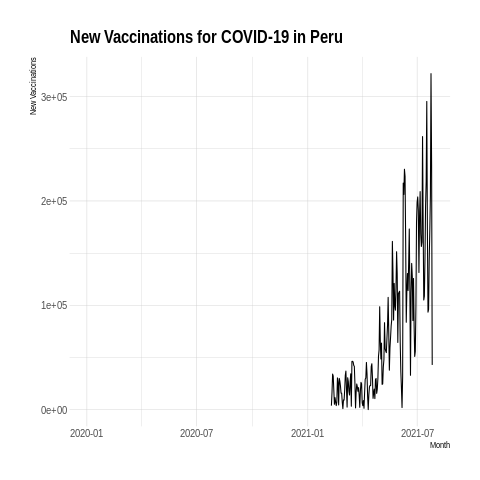 New Vaccinations for COVID-19 in Peru
New Vaccinations
3e+05
2e+05
1e+05
0e+00
2020-01
2020-07
2021-01
2021-07
Month